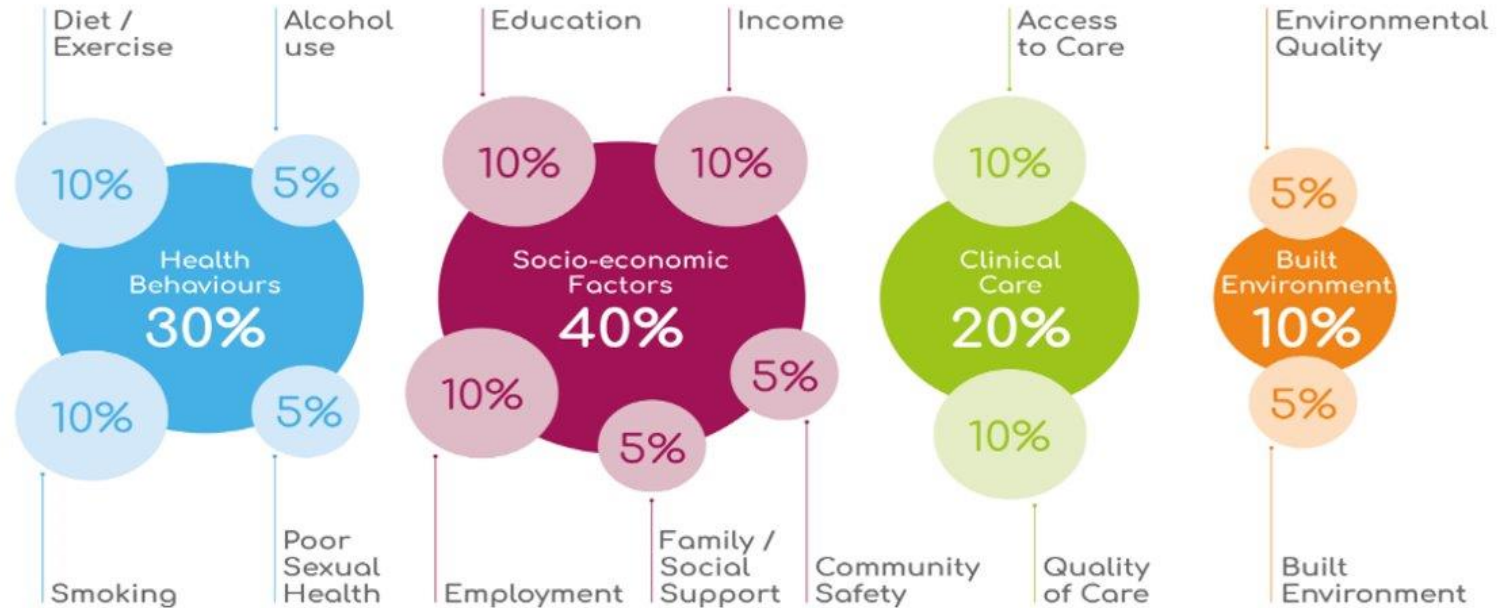 Diet /
Exercise
Alcohol
use
Education
Income
Access
to Care
Environmental
Quality
10%
5%
10%
10%
10%
5%
Health
Behaviours
30%
Socio-economic
Factors
40%
Clinical
Care
20%
Built
Environment
10%
10%
5%
10%
5%
5%
10%
5%
Smoking
Poor
Sexual
Health
Employment
Family /
Social
Support
Community
Safety
Quality
of Care
Built
Environment